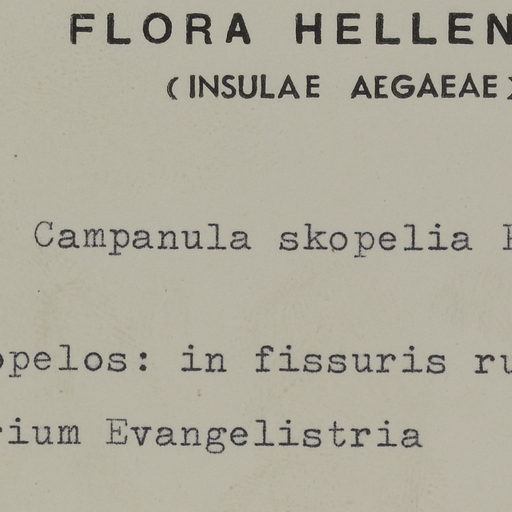 FLORA HELLEN
(INSULAE AEGAEAE)
Campanula skopelia
opelos: in fissuris ru
rium Evangelistria